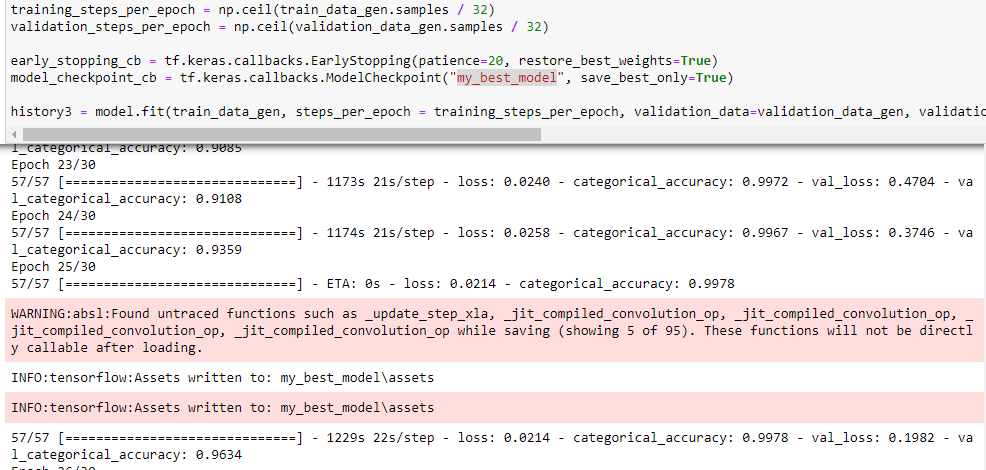 training_steps_per_epoch = np.ceil(train_data_gen.samples / 32)
validation_steps_per_epoch = np.ceil(validation_data_gen.samples / 32)
early_stopping_cb = tf.keras.callbacks.EarlyStopping(patience=20, restore_best_weights=True)
model_checkpoint_cb = tf.keras.callbacks.ModelCheckpoint("my_best_model", save_best_only=True)
history3 = model.fit(train_data_gen, steps_per_epoch = training_steps_per_epoch, validation_data=validation_data_gen, validatio
l_categorical_accuracy: 0.9085
Epoch 23/30
57/57 [==============================] - 1173s 21s/step - loss: 0.0240 - categorical_accuracy: 0.9972 - val_loss: 0.4704 - va
l_categorical_accuracy: 0.9108
Epoch 24/30
57/57 [==============================] - 1174s 21s/step - loss: 0.0258 - categorical_accuracy: 0.9967 - val_loss: 0.3746 - va
l_categorical_accuracy: 0.9359
Epoch 25/30
57/57 [==============================] - ETA: 0s - loss: 0.0214 - categorical_accuracy: 0.9978
WARNING:absl:Found untraced functions such as _update_step_xla, _jit_compiled_convolution_op, _jit_compiled_convolution_op, _
jit_compiled_convolution_op, _jit_compiled_convolution_op while saving (showing 5 of 95). These functions will not be directl
y callable after loading.
INFO:tensorflow:Assets written to: my_best_model\assets
INFO:tensorflow:Assets written to: my_best_model\assets
57/57 [==============================] - 1229s 22s/step - loss: 0.0214 - categorical_accuracy: 0.9978 - val_loss: 0.1982 - va
l_categorical_accuracy: 0.9634
Epoch 26/30